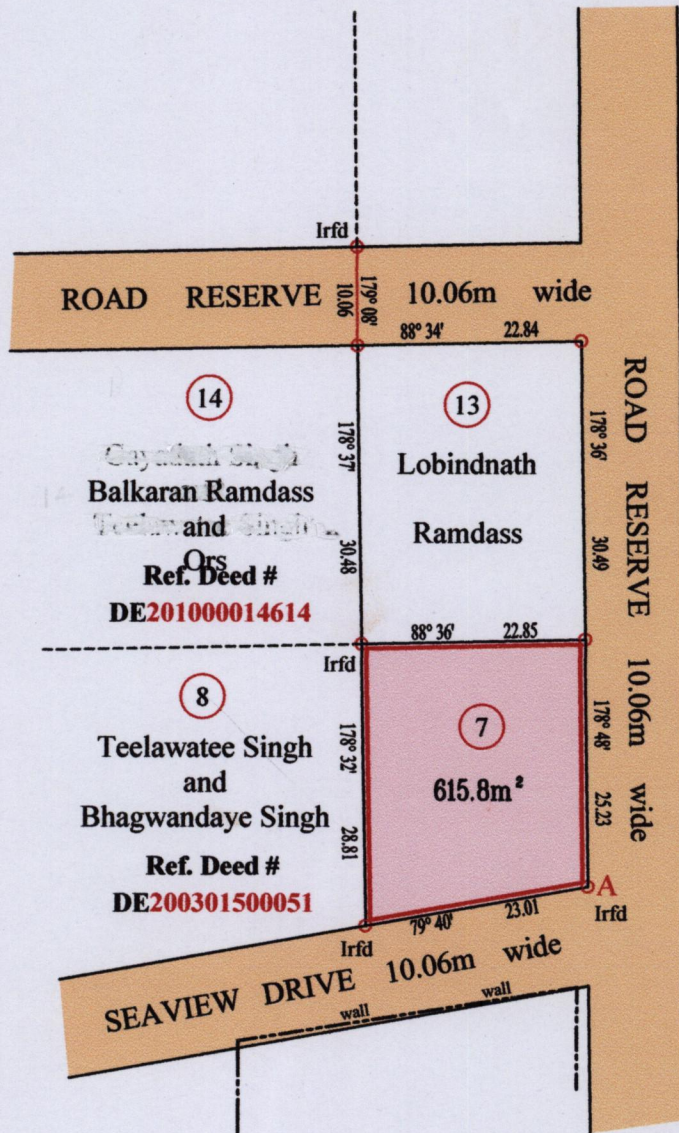 Irfd
ROAD RESERVE 10.06m wide
179° 08'
10.06
88° 34' 22.84
14
Balkaran Ramdass
and
Ors
Ref. Deed #
DE201000014614
178° 37'
30.48
13
Lobindnath
Ramdass
178° 36'
30.49
ROAD RESERVE 10.06m wide
88° 36' 22.85
Irfd
8
Teelawatee Singh
and
Bhagwandaye Singh
Ref. Deed #
DE200301500051
178° 32'
28.81
7
615.8m²
178° 48'
25.23
A
Irfd
79° 40' 23.01
Irfd
SEAVIEW DRIVE 10.06m wide
wall
wall